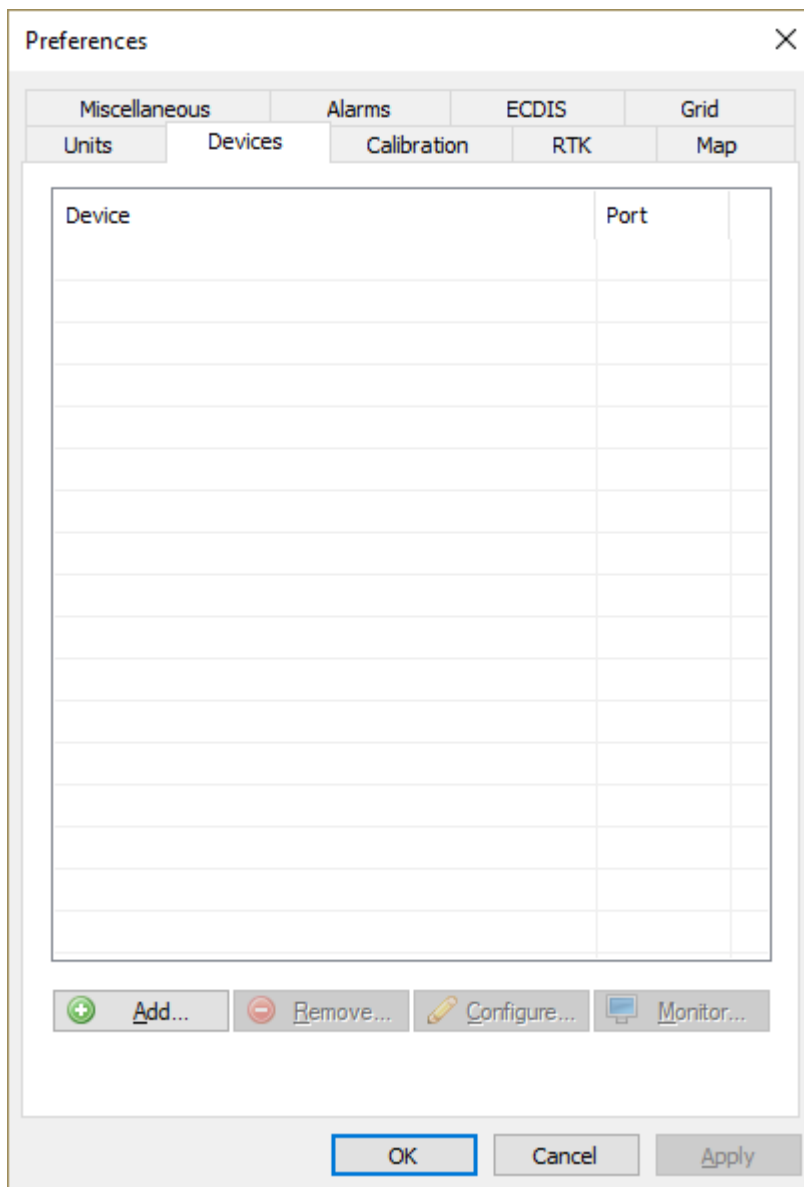 Preferences
Miscellaneous Alarms ECDIS Grid
Units Devices Calibration RTK Map
Device Port
Add... Remove... Configure... Monitor...
OK Cancel Apply